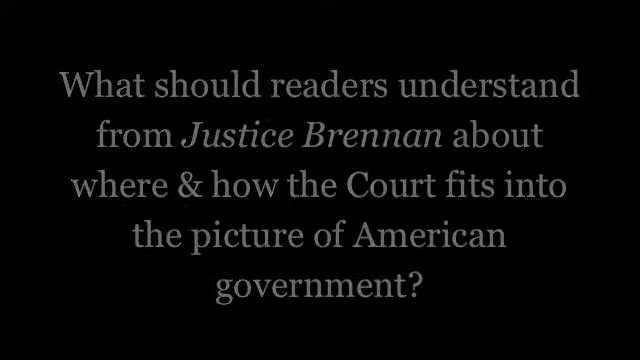 What should readers understand
from Justice Brennan about
where & how the Court fits into
the picture of American
government?